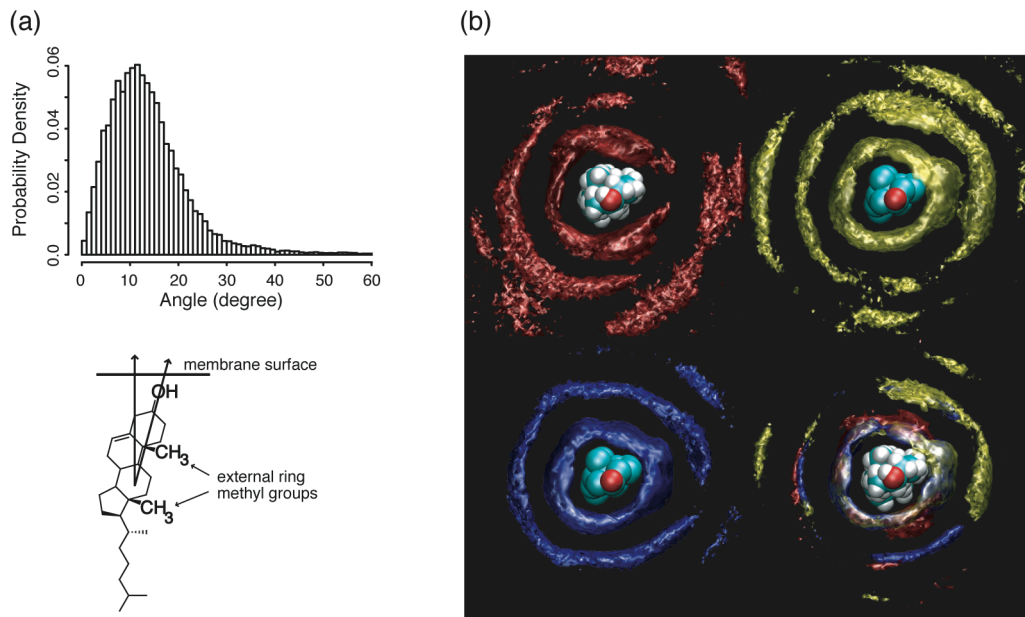 (a)
(b)
Probability Density
0.06
0.04
0.02
0.0
0
10
20
30
40
50
60
Angle (degree)
membrane surface
OH
CH3
external ring
methyl groups
CH3